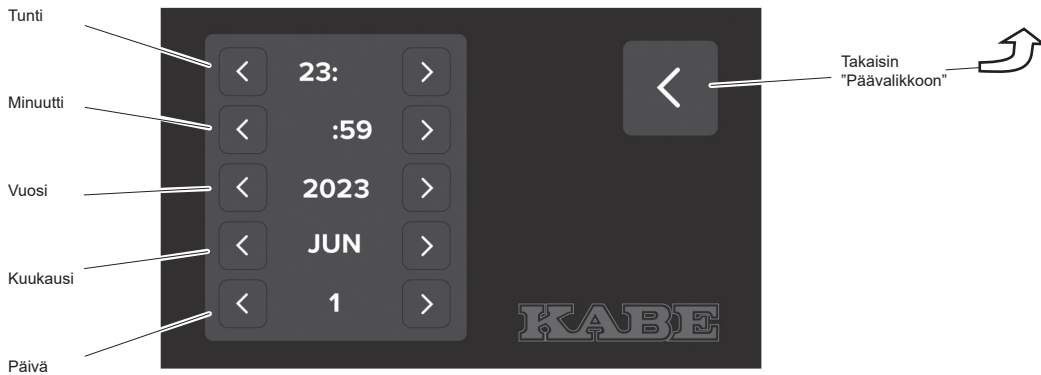 Tunti
Minuutti
Vuosi
Kuukausi
Päivä
23:
:59
2023
JUN
1
KABE
Takaisin
”Päävalikkoon”